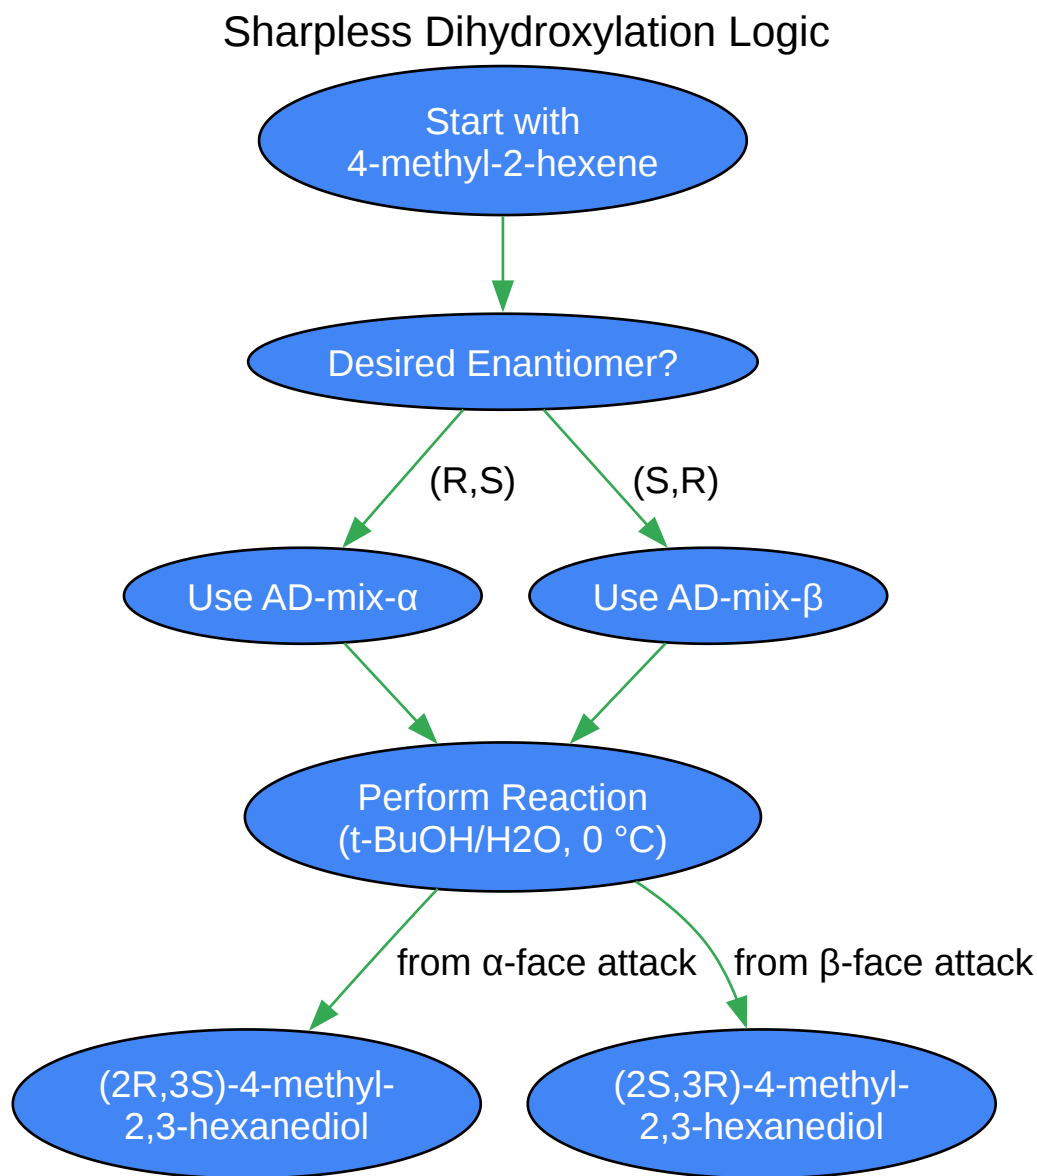 Sharpless Dihydroxylation Logic
Start with
4-methyl-2-hexene
Desired Enantiomer?
(R,S)
(S,R)
Use AD-mix-α
Use AD-mix-β
Perform Reaction
(t-BuOH/H2O, 0 °C)
from α-face attack
from β-face attack
(2R,3S)-4-methyl-
2,3-hexanediol
(2S,3R)-4-methyl-
2,3-hexanediol